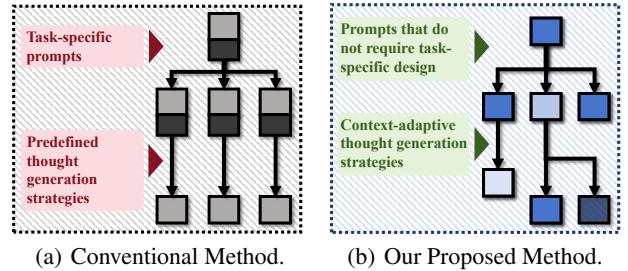 Task-specific
prompts
Predefined
thought
generation
strategies
(a) Conventional Method.
Prompts that do
not require task-
specific design
Context-adaptive
thought generation
strategies
(b) Our Proposed Method.